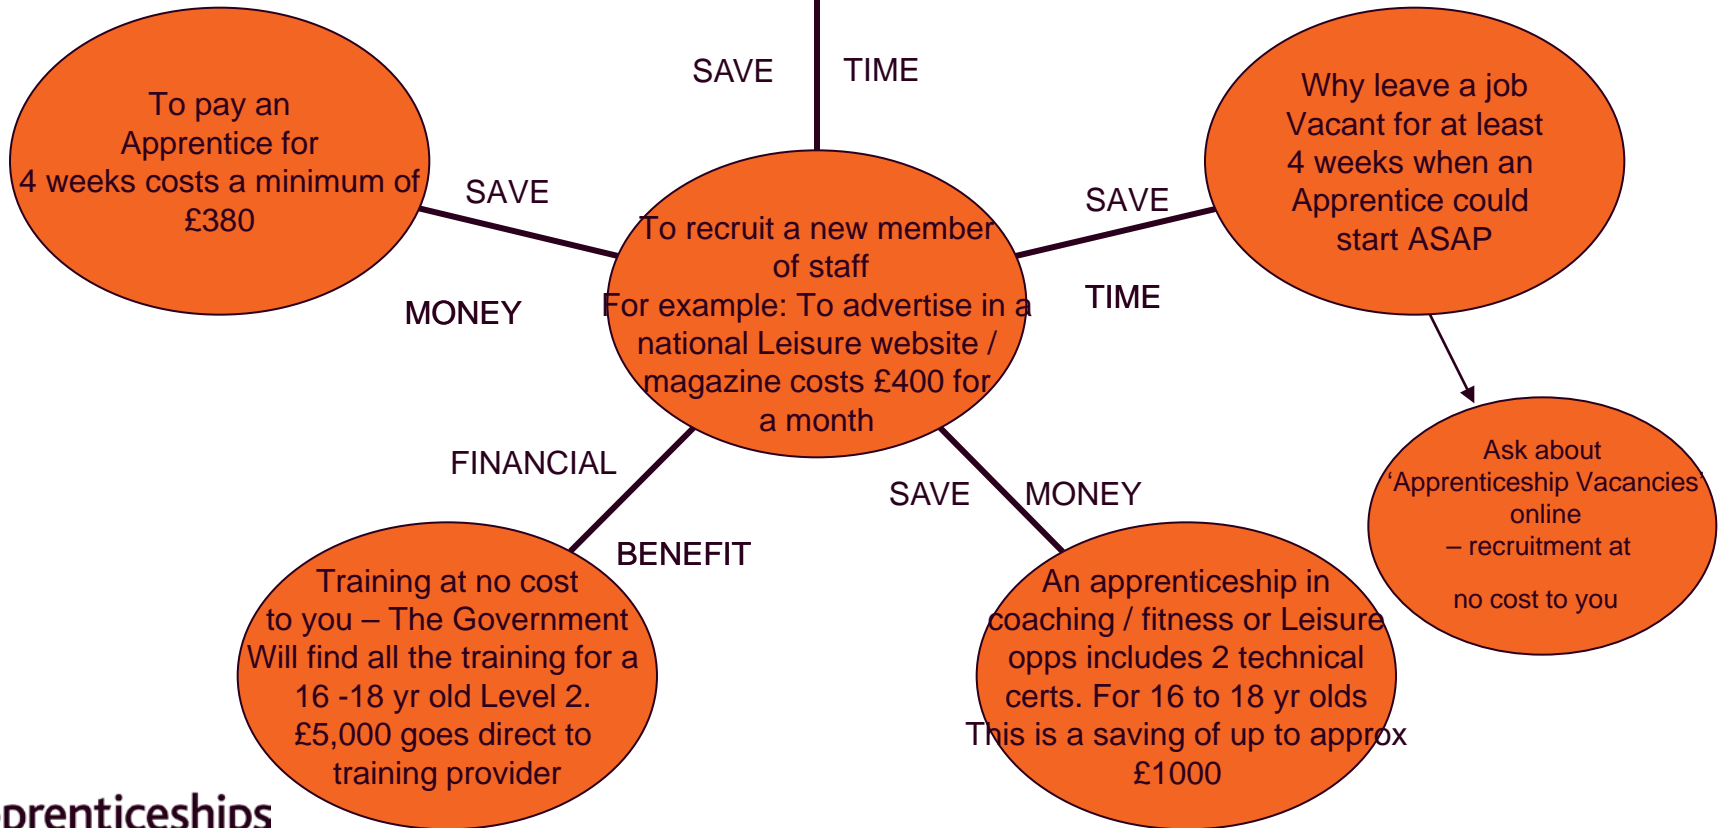 SAVE
TIME
To pay an
Apprentice for
4 weeks costs a minimum of
£380
SAVE
MONEY
Why leave a job
Vacant for at least
4 weeks when an
Apprentice could
start ASAP
SAVE
TIME
To recruit a new member
of staff
For example: To advertise in a
national Leisure website /
magazine costs £400 for
a month
Ask about
‘Apprenticeship Vacancies’
online
– recruitment at
no cost to you
FINANCIAL
BENEFIT
SAVE
MONEY
Training at no cost
to you – The Government
Will find all the training for a
16 -18 yr old Level 2.
£5,000 goes direct to
training provider
An apprenticeship in
coaching / fitness or Leisure
opps includes 2 technical
certs. For 16 to 18 yr olds
This is a saving of up to approx
£1000
prenticeships